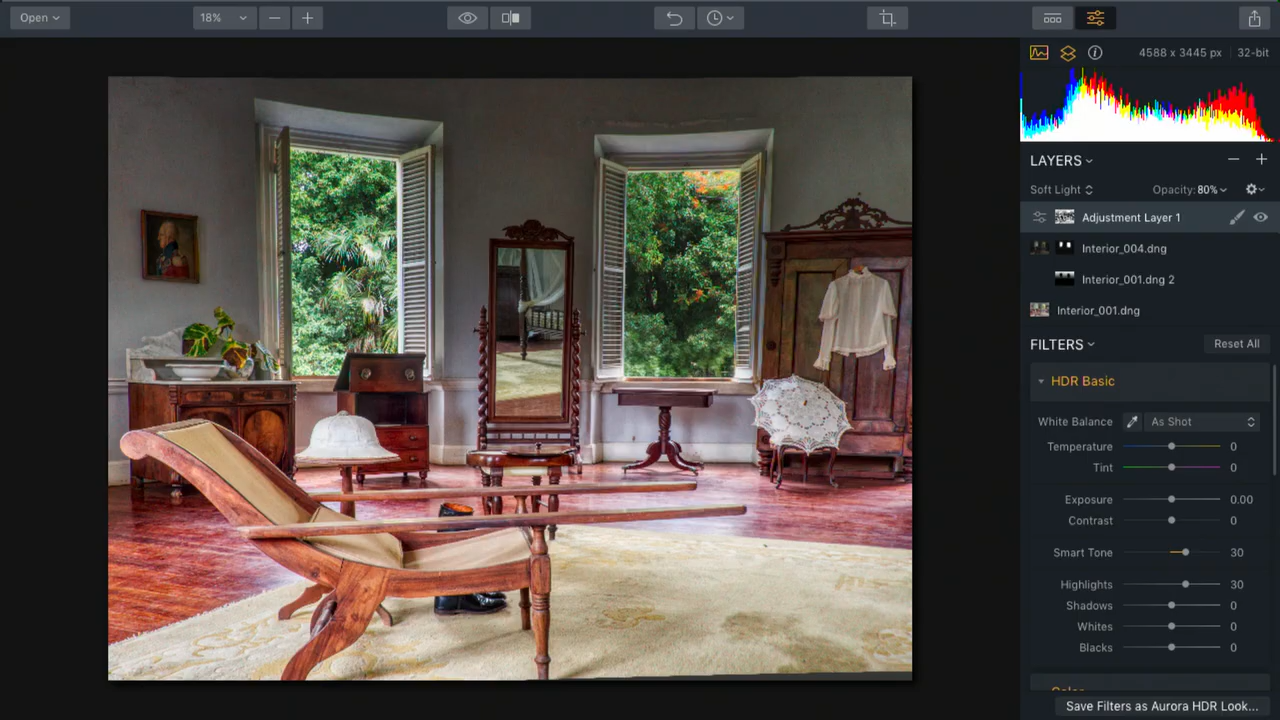 Open
18%
4588 x 3445 px
32-bit
LAYERS
Soft Light
Opacity: 80%
Adjustment Layer 1
Interior_004.dng
Interior_001.dng 2
Interior_001.dng
FILTERS
Reset All
HDR Basic
White Balance
As Shot
Temperature 0
Tint 0
Exposure 0.00
Contrast 0
Smart Tone 30
Highlights 30
Shadows 0
Whites 0
Blacks 0
Save Filters as Aurora HDR Look...